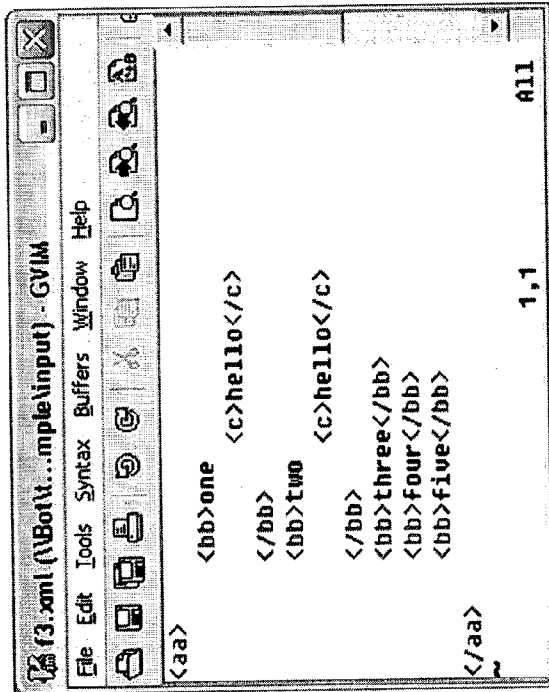 f3.xml (\\Bot\t...mple\input) - GVIM
File Edit Tools Syntax Buffers Window Help
<aa>
<bb>one
<c>hello</c>
</bb>
<bb>two
<c>hello</c>
</bb>
<bb>three</bb>
<bb>four</bb>
<bb>five</bb>
</aa>
~
1,1 All